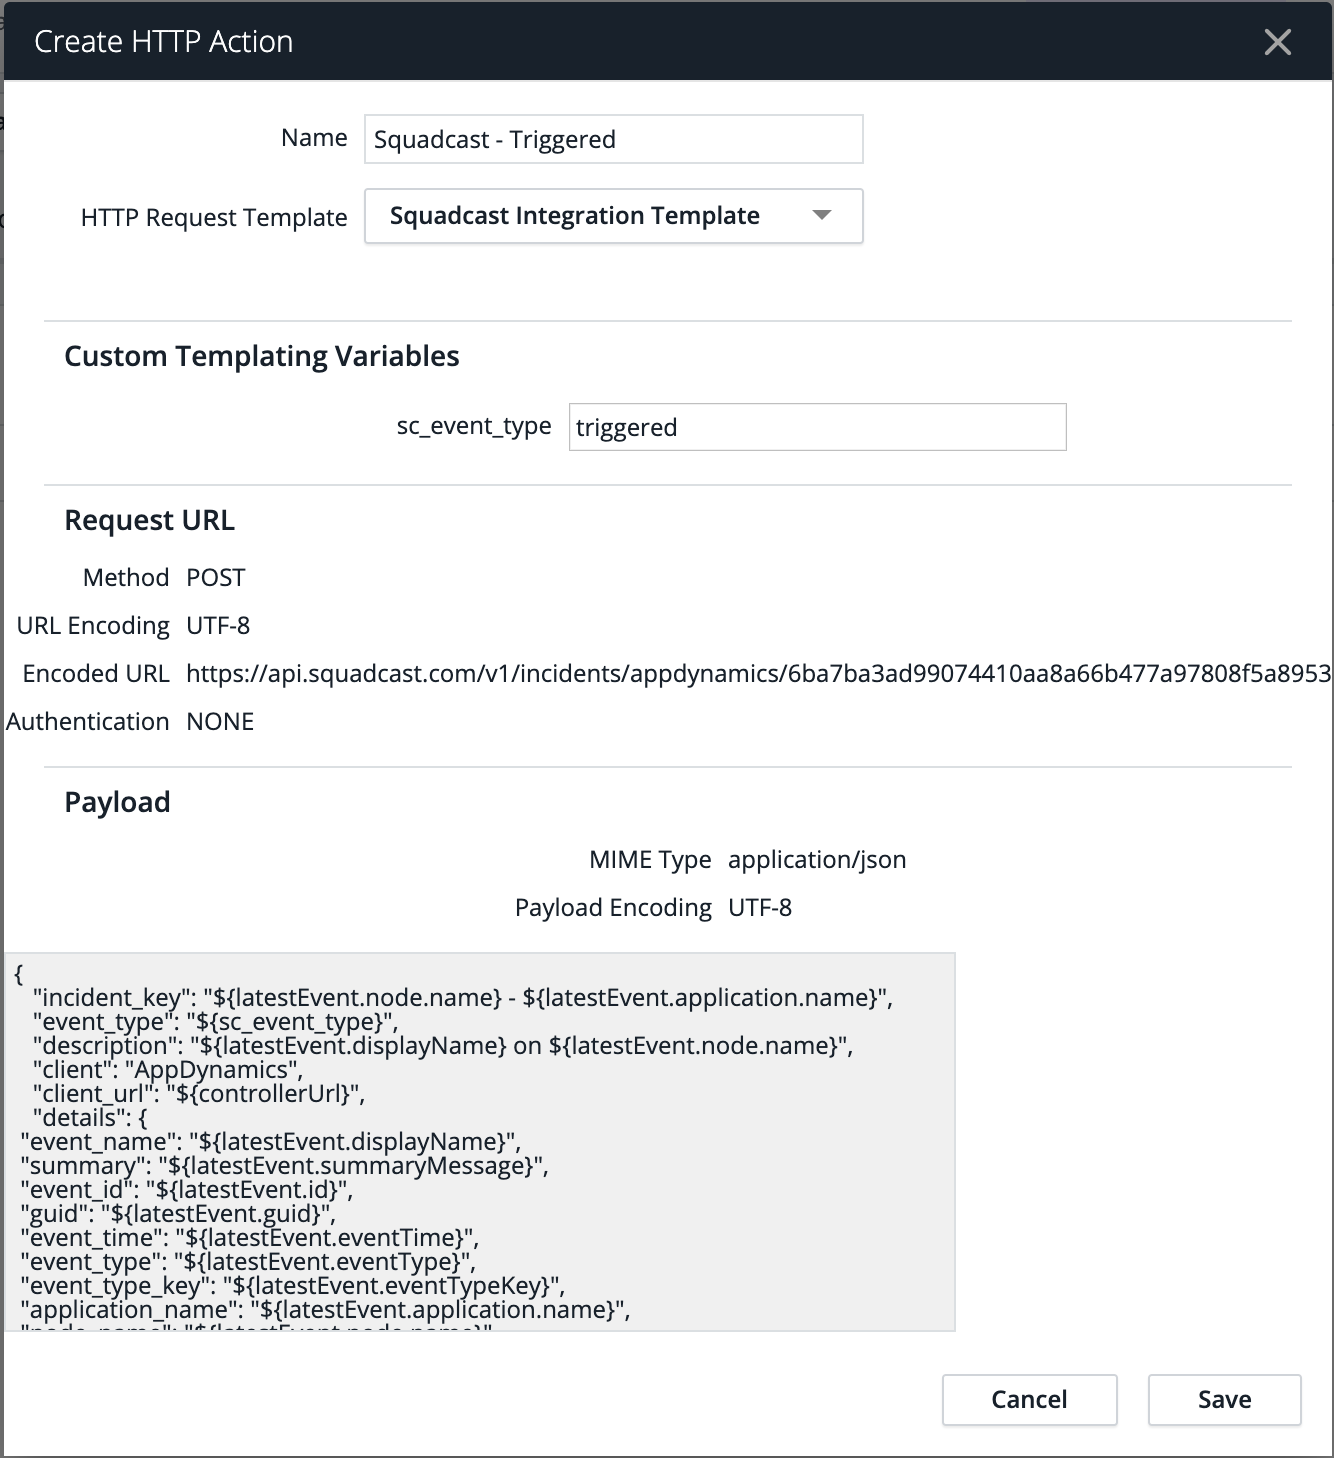 Create HTTP Action
Name Squadcast - Triggered
HTTP Request Template Squadcast Integration Template
Custom Templating Variables
sc_event_type triggered
Request URL
Method POST
URL Encoding UTF-8
Encoded URL https://api.squadcast.com/v1/incidents/appdynamics/6ba7ba3ad99074410aa8a66b477a97808f5a8953
Authentication NONE
Payload
MIME Type application/json
Payload Encoding UTF-8
{
"incident_key": "${latestEvent.node.name} - ${latestEvent.application.name}",
"event_type": "${sc_event_type}",
"description": "${latestEvent.displayName} on ${latestEvent.node.name}",
"client": "AppDynamics",
"client_url": "${controllerUrl}",
"details": {
"event_name": "${latestEvent.displayName}",
"summary": "${latestEvent.summaryMessage}",
"event_id": "${latestEvent.id}",
"guid": "${latestEvent.guid}",
"event_time": "${latestEvent.eventTime}",
"event_type": "${latestEvent.eventType}",
"event_type_key": "${latestEvent.eventTypeKey}",
"application_name": "${latestEvent.application.name}",
"node_name": "${latestEvent.node.name}"
Cancel Save